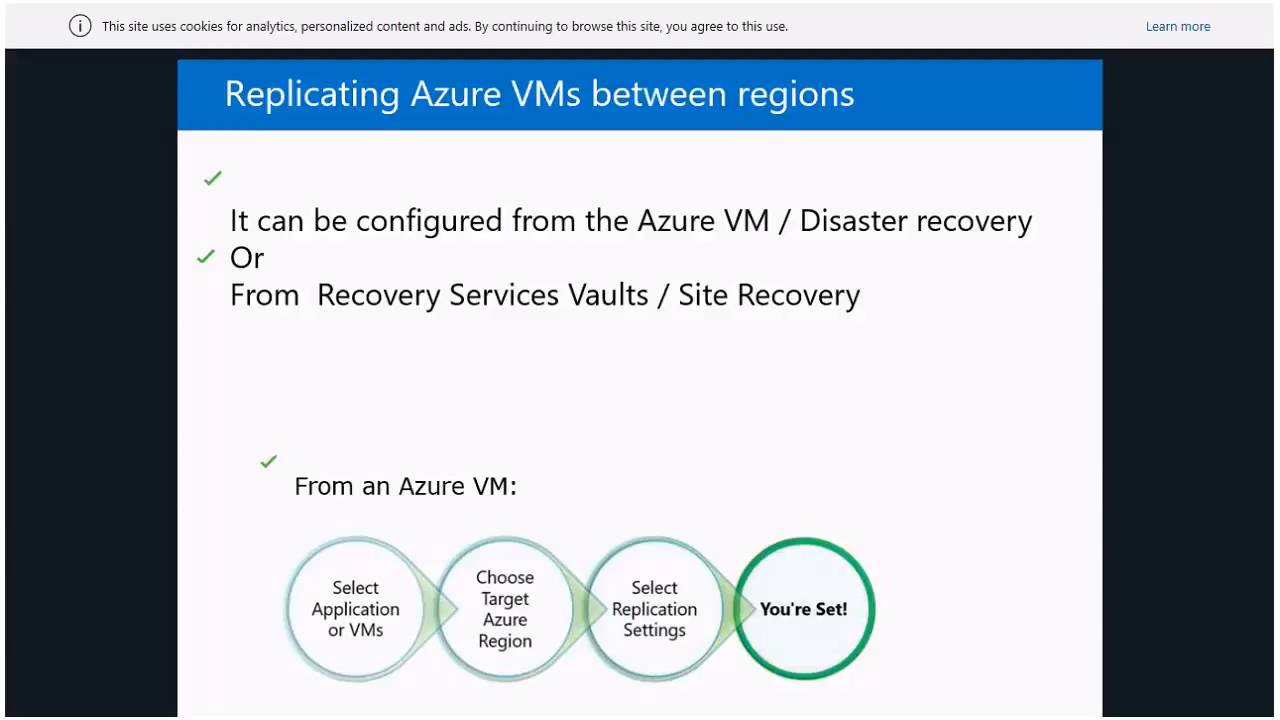 This site uses cookies for analytics, personalized content and ads. By continuing to browse this site, you agree to this use.
Learn more
Replicating Azure VMs between regions
It can be configured from the Azure VM / Disaster recovery
Or
From Recovery Services Vaults / Site Recovery
From an Azure VM:
Select
Application
or VMs
Choose
Target
Azure
Region
Select
Replication
Settings
You're Set!